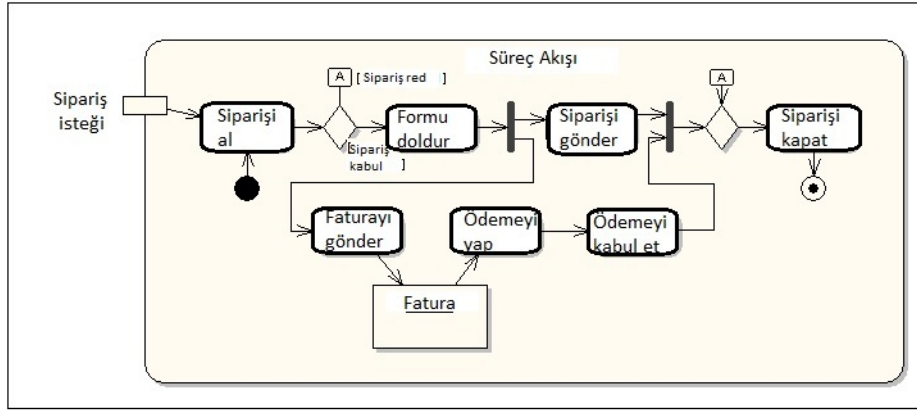 Süreç Akışı
Sipariş
isteği
Siparişi
al
A
[ Sipariş red ]
[Sipariş
kabul ]
Formu
doldur
Siparişi
gönder
A
Siparişi
kapat
Faturayı
gönder
Ödemeyi
yap
Ödemeyi
kabul et
Fatura